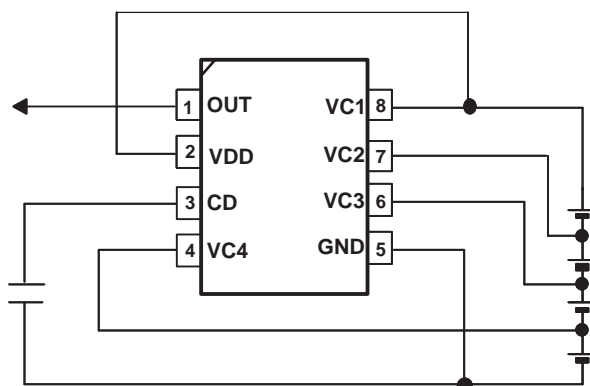 1 OUT VC1 8
2 VDD VC2 7
3 CD VC3 6
4 VC4 GND 5